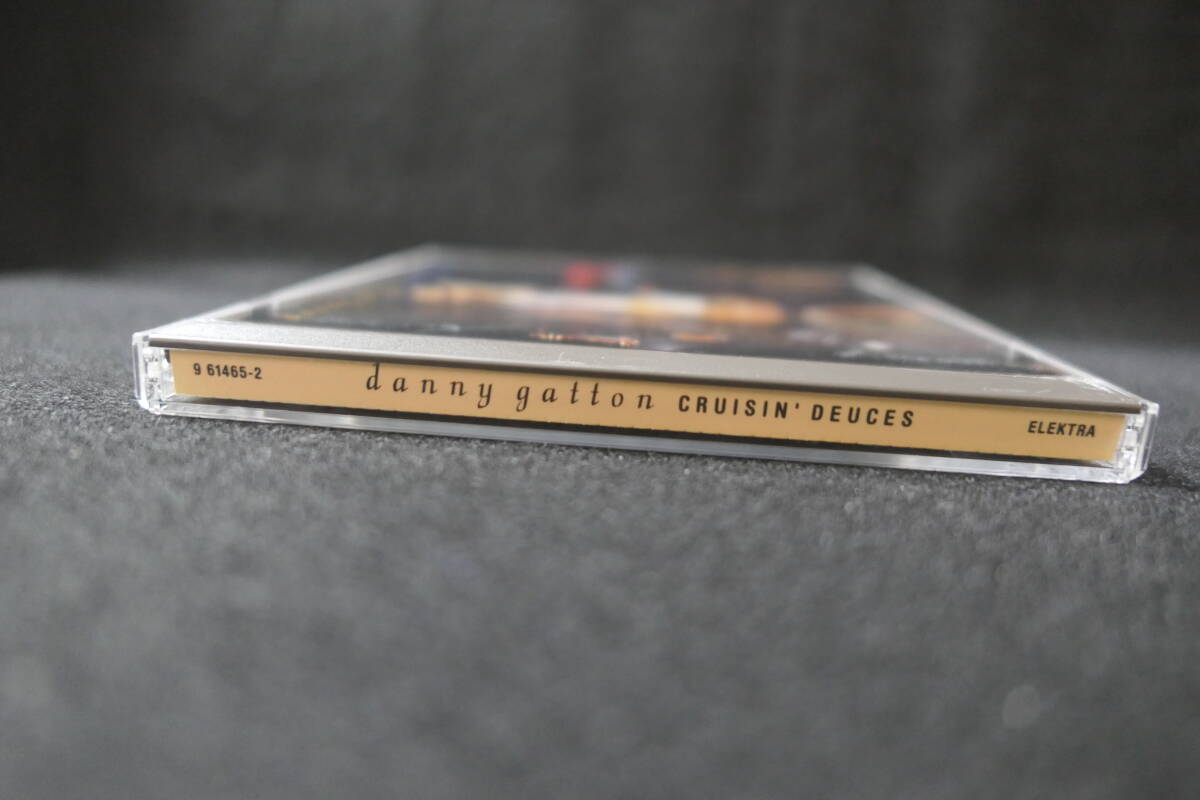 9 61465-2 danny gatton CRUISIN' DEUCES ELEKTRA